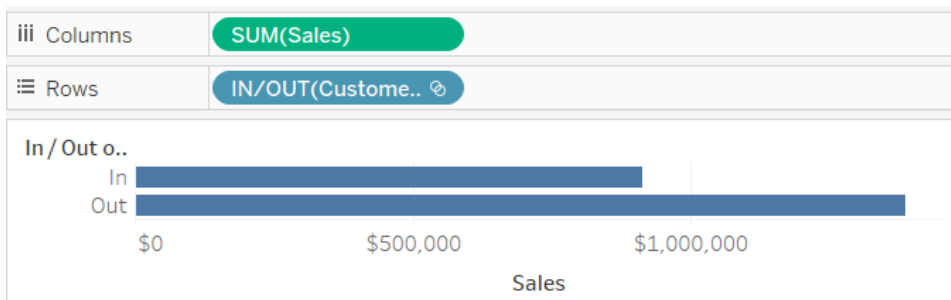 Columns SUM(Sales)
Rows IN/OUT(Custome..
In / Out o..
In
Out
$0 $500,000 $1,000,000
Sales